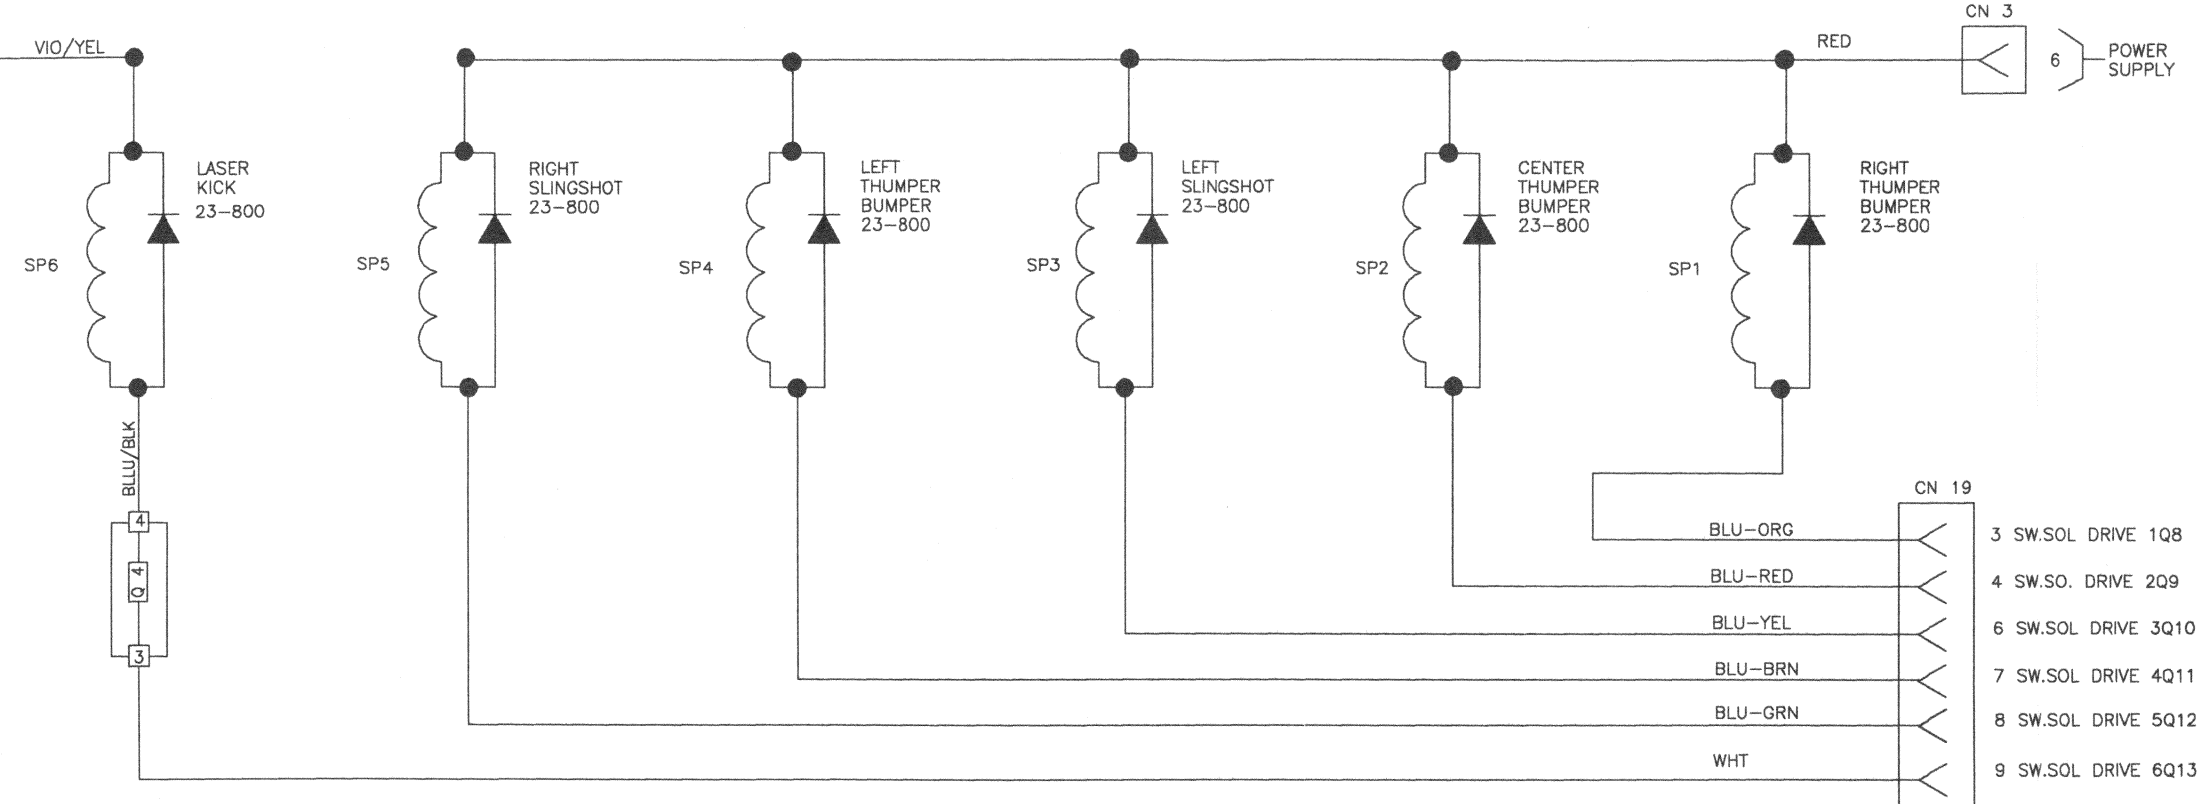 CN 3
VIO/YEL
RED
6
POWER
SUPPLY
LASER
KICK
23-800
SP6
RIGHT
SLINGSHOT
23-800
SP5
LEFT
THUMPER
BUMPER
23-800
SP4
LEFT
SLINGSHOT
23-800
SP3
CENTER
THUMPER
BUMPER
23-800
SP2
RIGHT
THUMPER
BUMPER
23-800
SP1
BLLU/BLK
4
Q 4
3
CN 19
BLU-ORG
3 SW.SOL DRIVE 1Q8
BLU-RED
4 SW.SO. DRIVE 2Q9
BLU-YEL
6 SW.SOL DRIVE 3Q10
BLU-BRN
7 SW.SOL DRIVE 4Q11
BLU-GRN
8 SW.SOL DRIVE 5Q12
WHT
9 SW.SOL DRIVE 6Q13